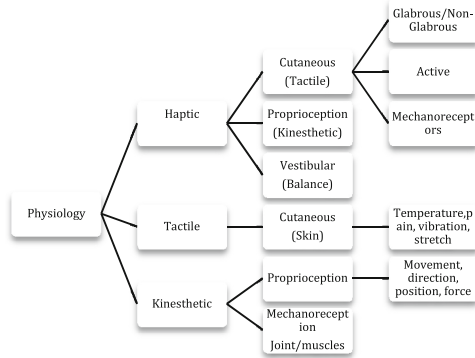 Physiology
Haptic
Cutaneous
(Tactile)
Glabrous/Non-
Glabrous
Active
Mechanorecept
ors
Proprioception
(Kinesthetic)
Vestibular
(Balance)
Tactile
Cutaneous
(Skin)
Temperature,p
ain, vibration,
stretch
Kinesthetic
Proprioception
Movement,
direction,
position, force
Mechanorecept
ion
Joint/muscles